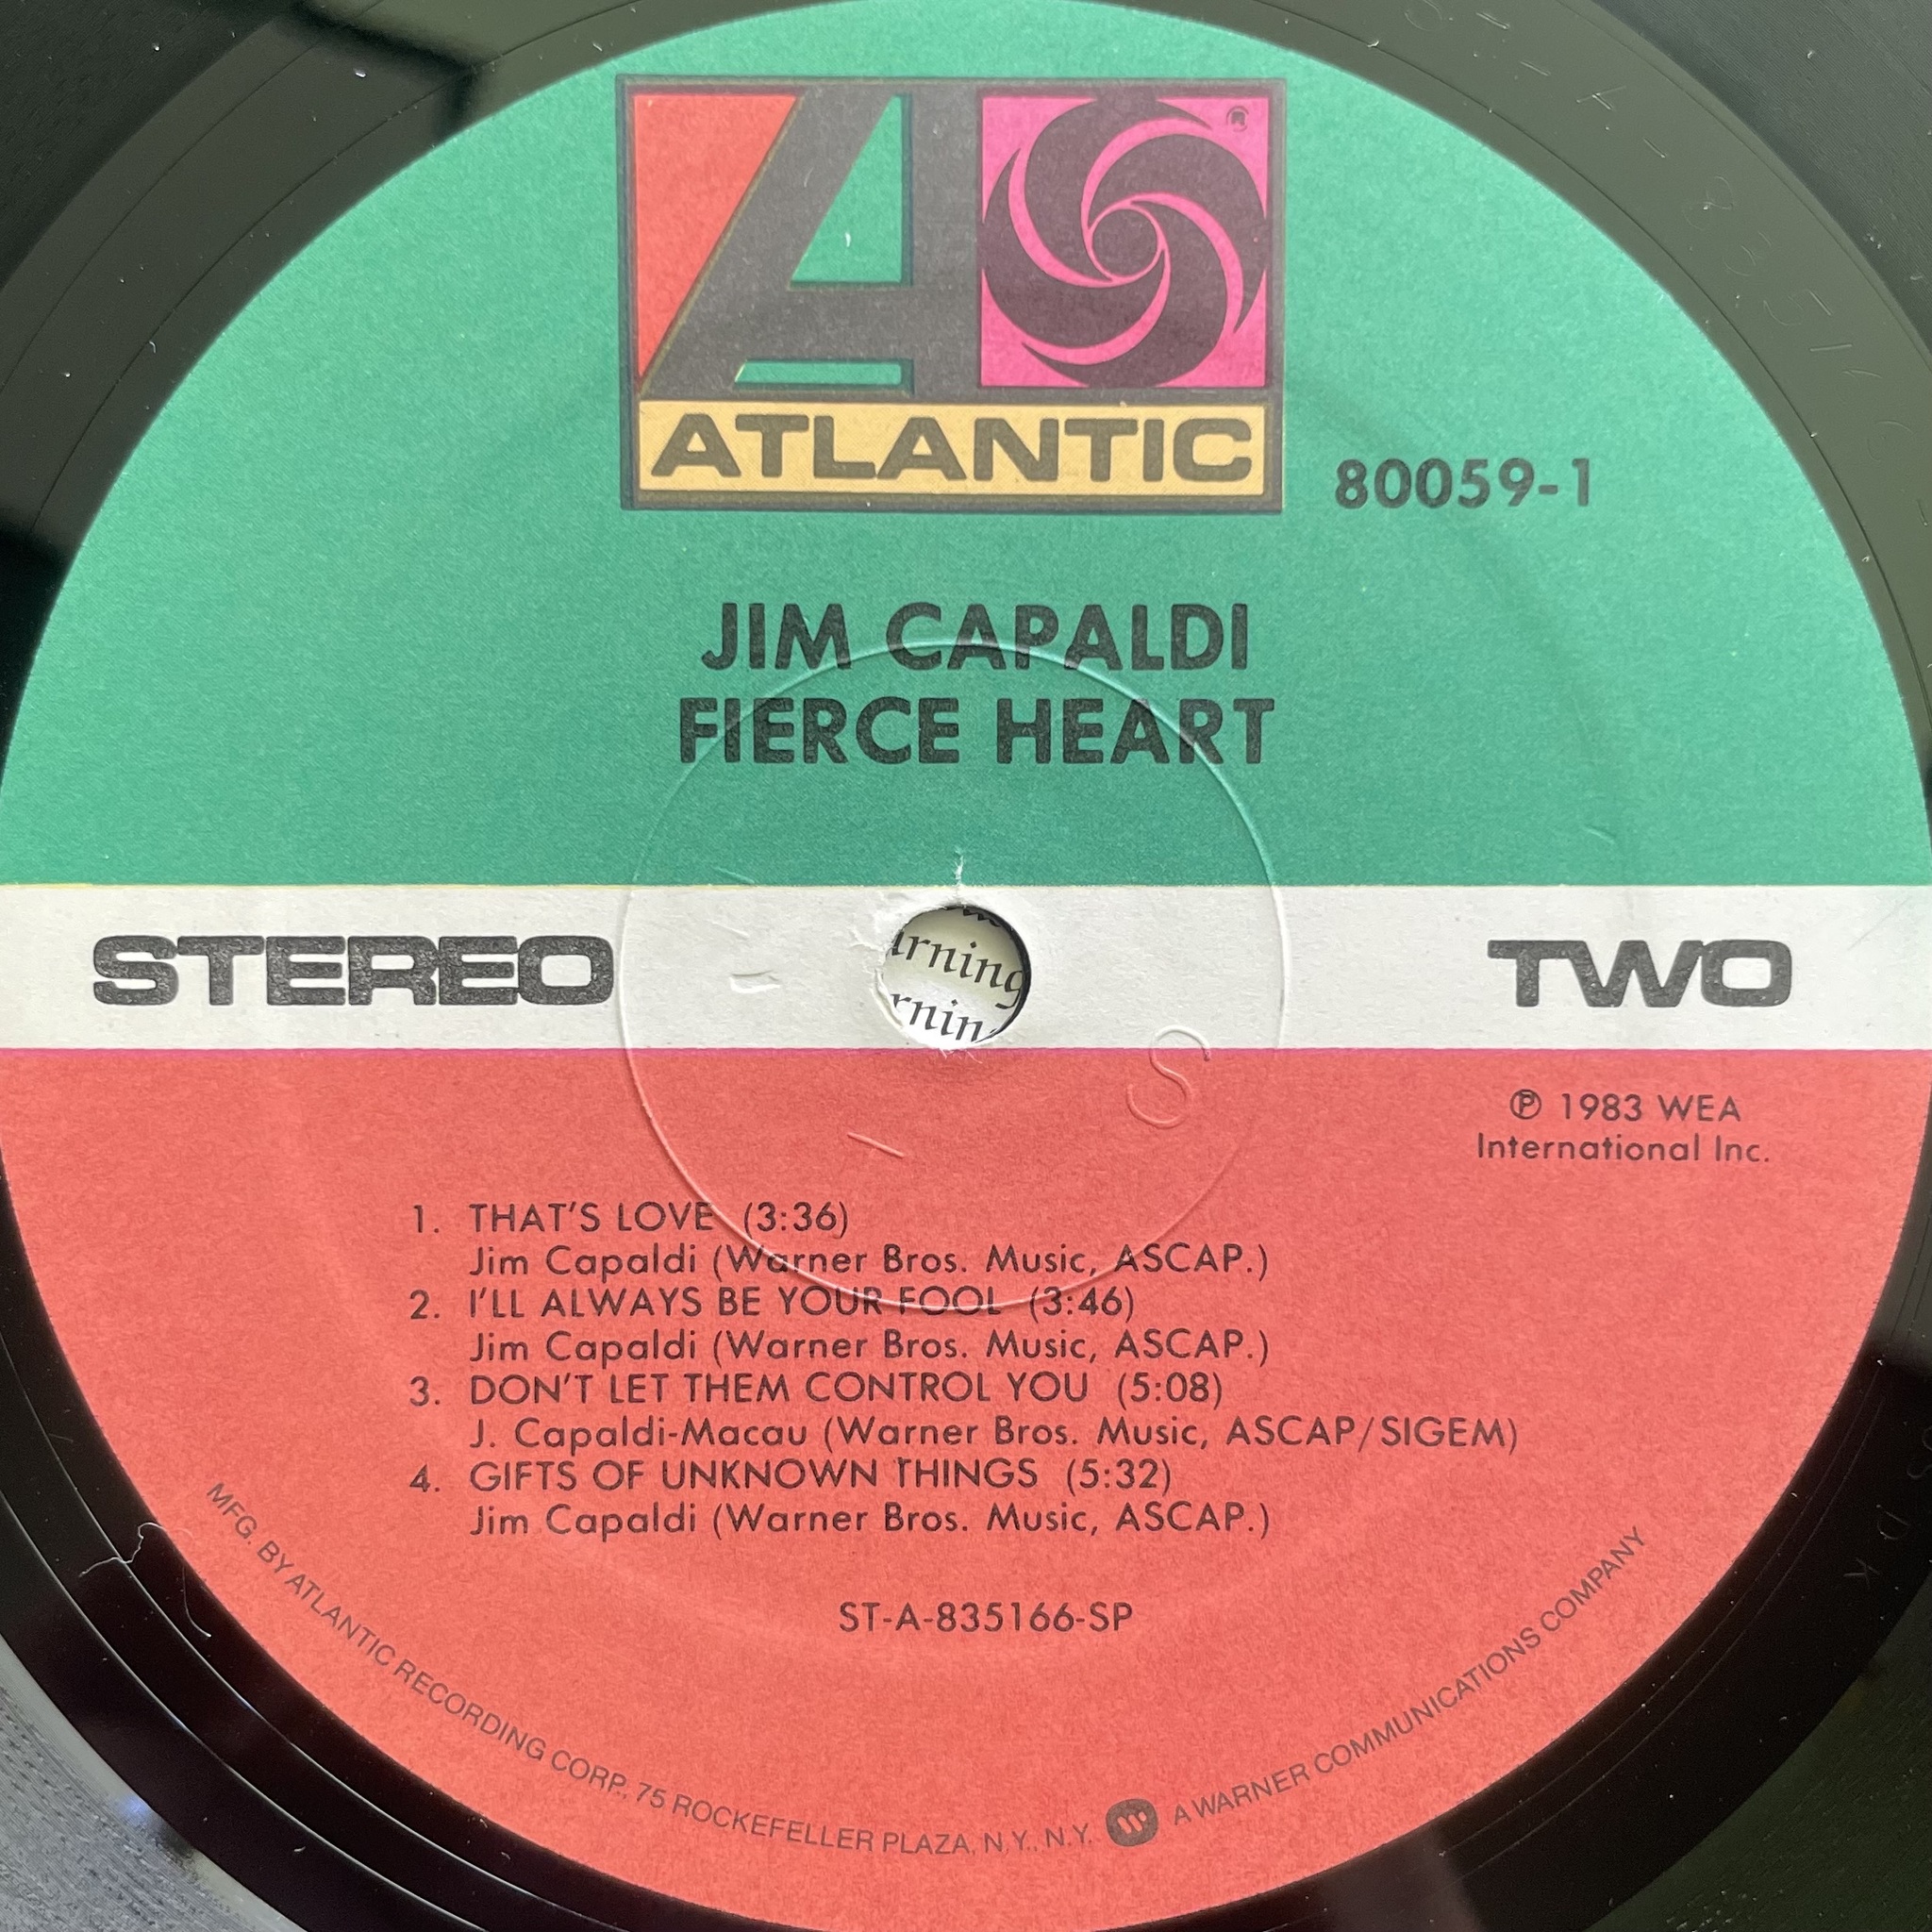 ATLANTIC
80059-1
JIM CAPALDI
FIERCE HEART
STEREO
TWO
urning
rnin
℗ 1983 WEA
International Inc.
S
1. THAT'S LOVE (3:36)
Jim Capaldi (Warner Bros. Music, ASCAP.)
2. I'LL ALWAYS BE YOUR FOOL (3:46)
Jim Capaldi (Warner Bros. Music, ASCAP.)
3. DON'T LET THEM CONTROL YOU (5:08)
J. Capaldi-Macau (Warner Bros. Music, ASCAP/SIGEM)
4. GIFTS OF UNKNOWN THINGS (5:32)
Jim Capaldi (Warner Bros. Music, ASCAP.)
ST-A-835166-SP
MFG. BY ATLANTIC RECORDING CORP., 75 ROCKEFELLER PLAZA, N.Y., N.Y. A WARNER COMMUNICATIONS COMPANY